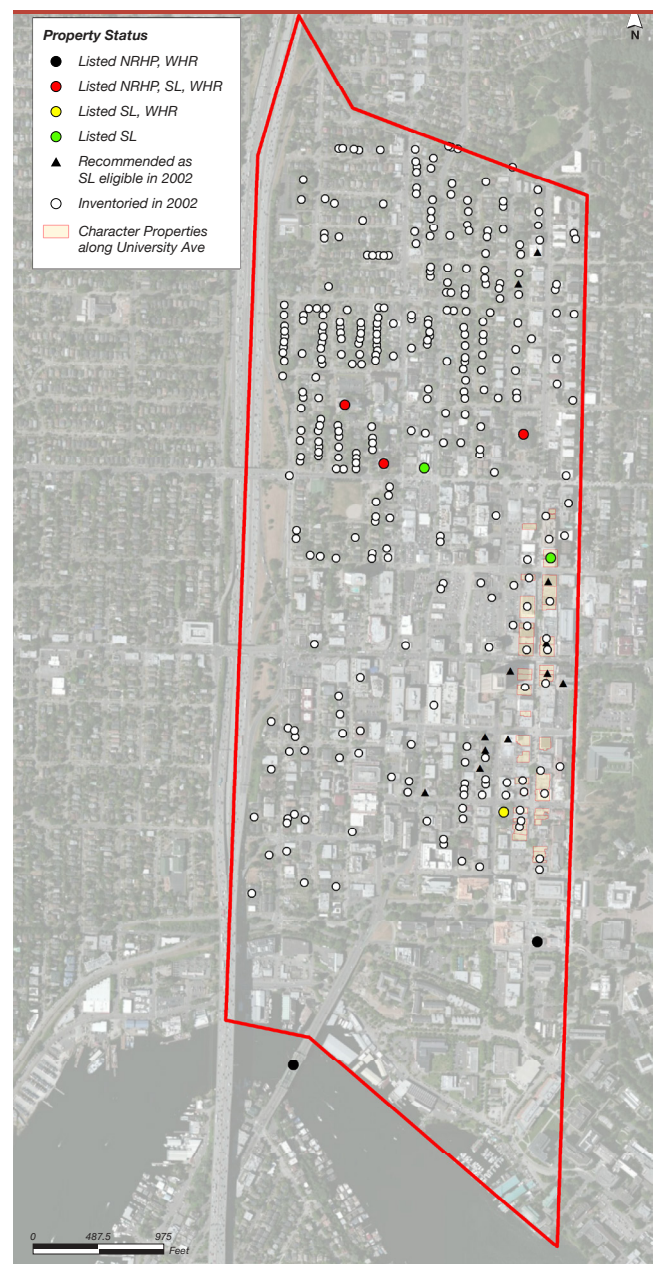 N
Property Status
Listed NRHP, WHR
Listed NRHP, SL, WHR
Listed SL, WHR
Listed SL
Recommended as
SL eligible in 2002
Inventoried in 2002
Character Properties
along University Ave
0 487.5 975
Feet